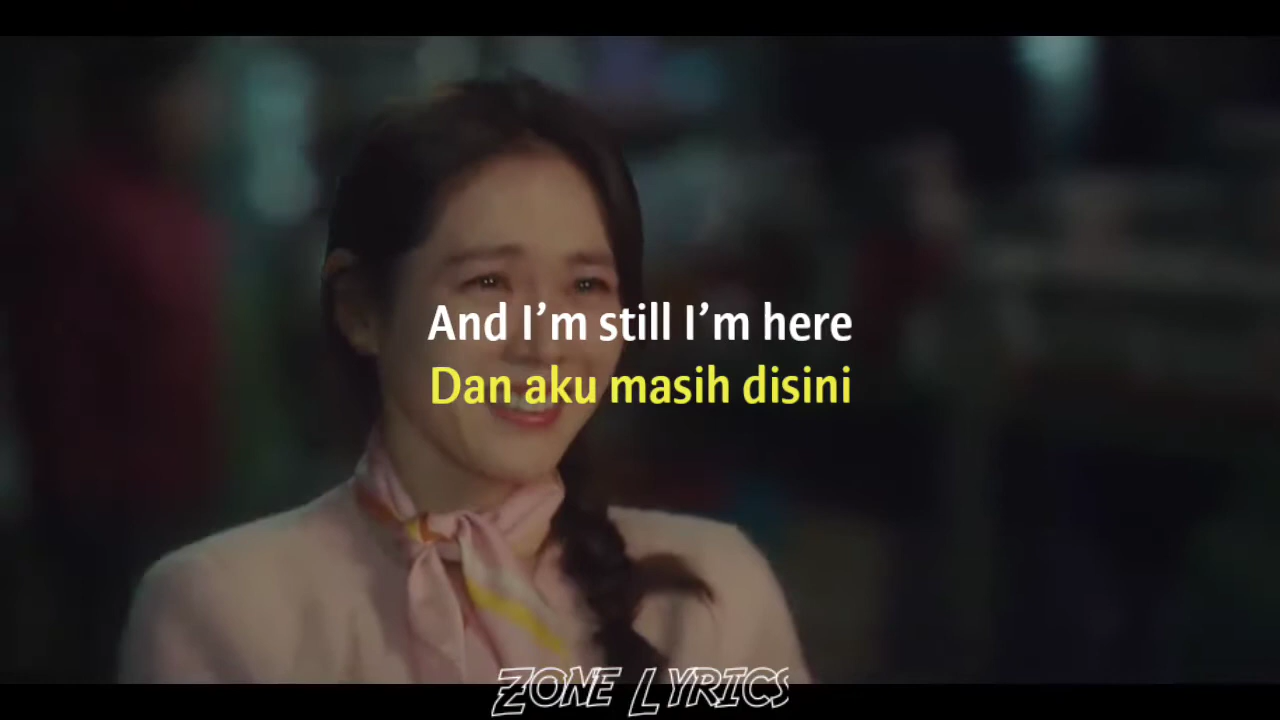 And I’m still I’m here
Dan aku masih disini
ZONE LYRICS